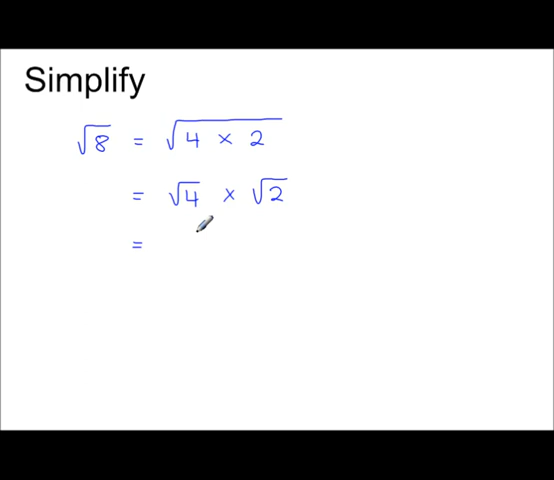 Simplify
√8 = √4 × 2
= √4 × √2
=